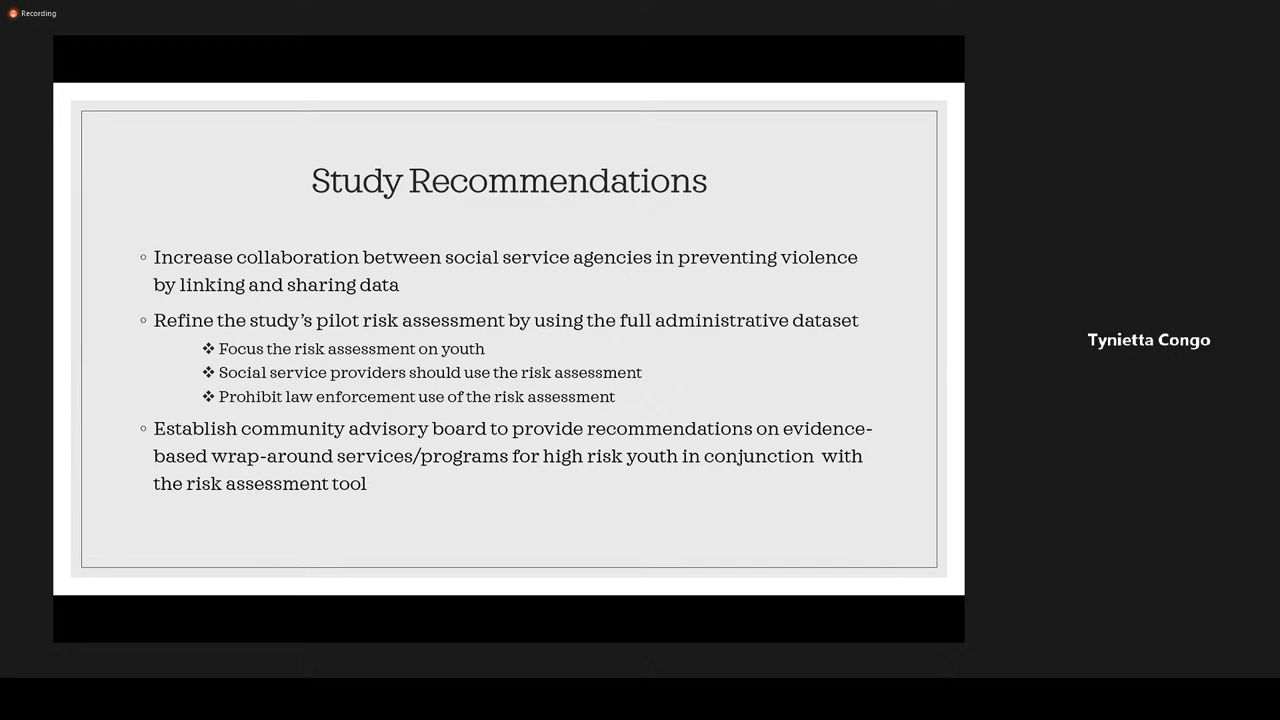 Recording
Study Recommendations
◦ Increase collaboration between social service agencies in preventing violence
by linking and sharing data
◦ Refine the study’s pilot risk assessment by using the full administrative dataset
❖ Focus the risk assessment on youth
❖ Social service providers should use the risk assessment
❖ Prohibit law enforcement use of the risk assessment
◦ Establish community advisory board to provide recommendations on evidence-
based wrap-around services/programs for high risk youth in conjunction with
the risk assessment tool
Tynietta Congo